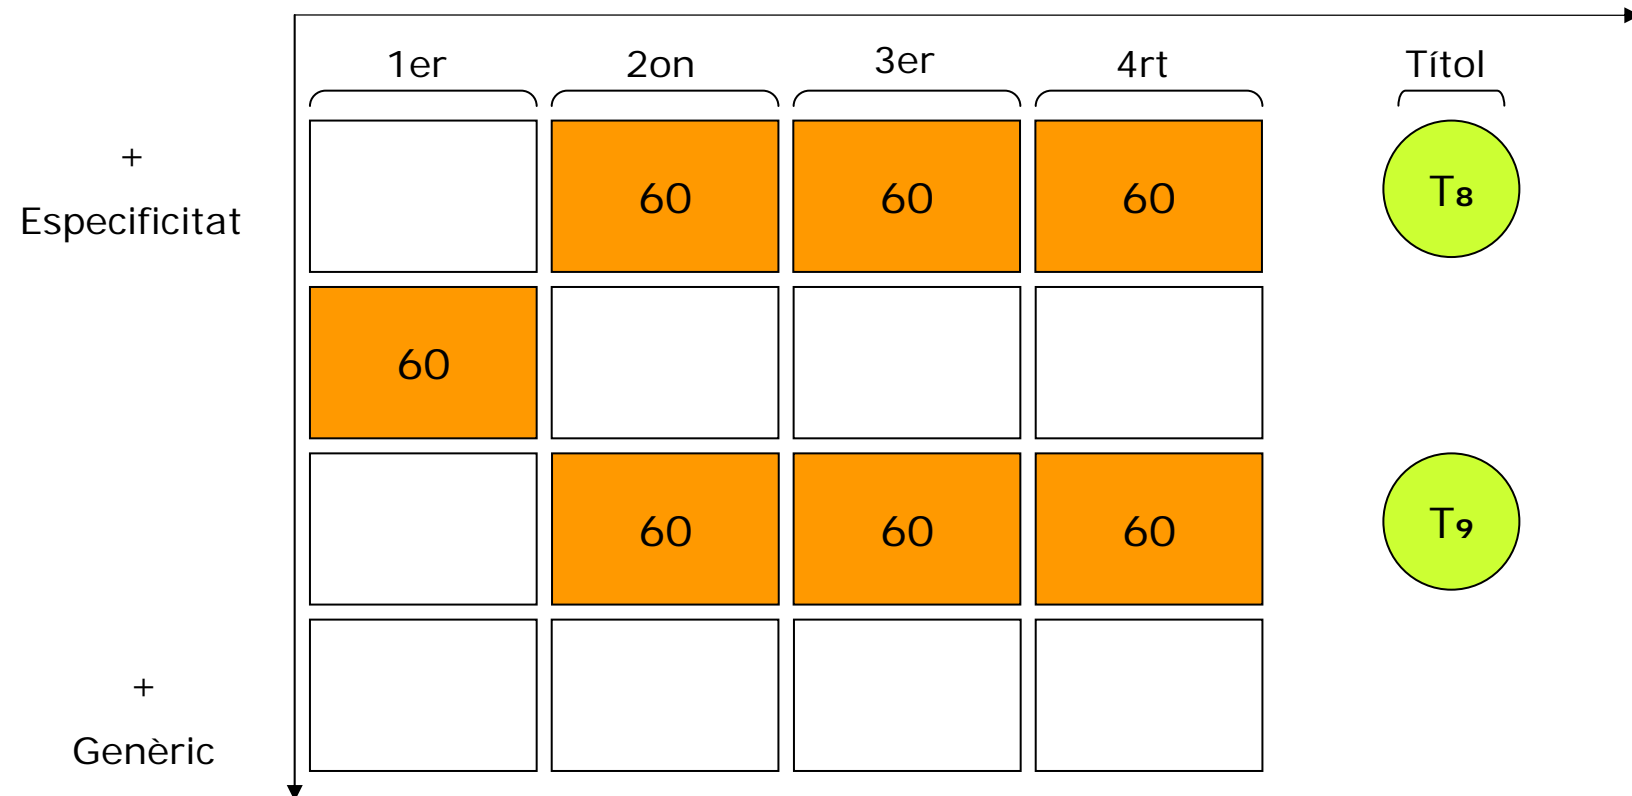 1er 2on 3er 4rt Títol
+
Especificitat
60 60 60 T8
60
60 60 60 T9
+
Genèric